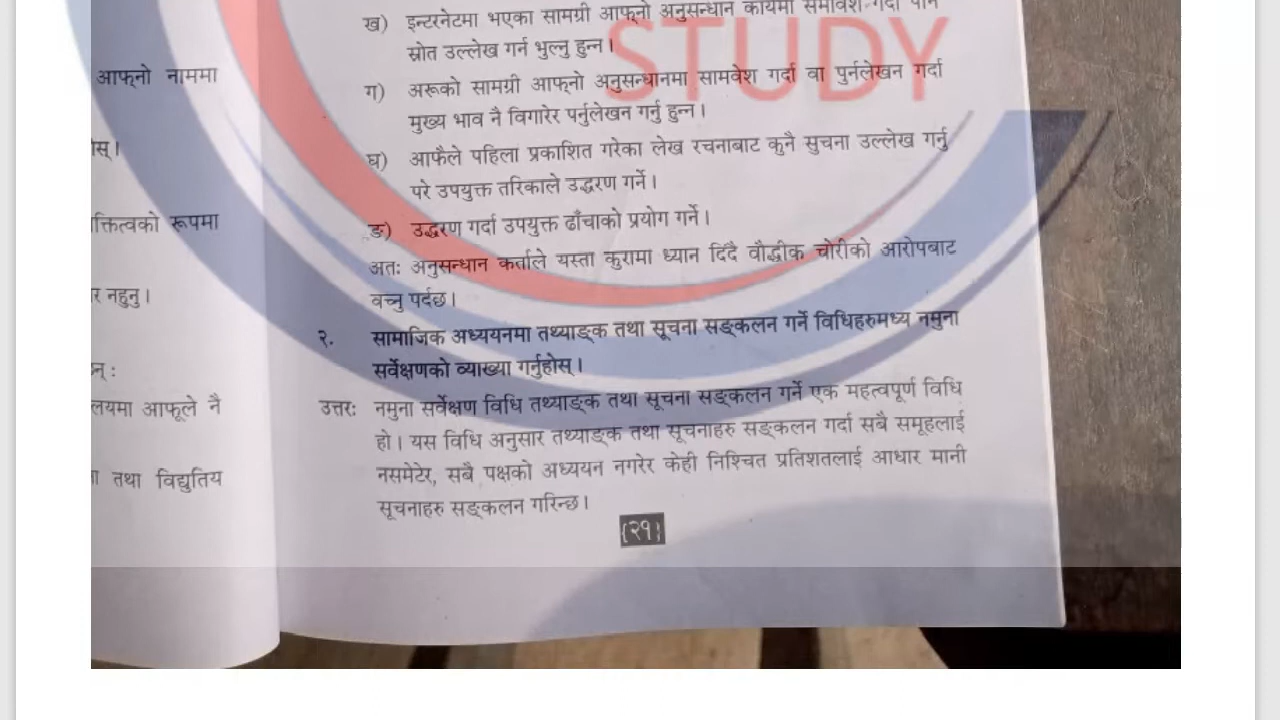 आफ्नो नाममा
ोस्।
क्तित्वको रूपमा
र नहुनु।
न् :
लयमा आफूले नै
ा तथा विद्युतिय
STUDY
ख) इन्टरनेटमा भएका सामग्री आफ्नो अनुसन्धान कार्यमा समावेश गर्दा पनि
स्रोत उल्लेख गर्न भुल्नु हुन्न।
ग) अरूको सामग्री आफ्नो अनुसन्धानमा सामवेश गर्दा वा पुर्नलेखन गर्दा
मुख्य भाव नै विगारेर पर्नुलेखन गर्नु हुन्न।
घ) आफैले पहिला प्रकाशित गरेका लेख रचनाबाट कुनै सुचना उल्लेख गर्नु
परे उपयुक्त तरिकाले उद्धरण गर्ने।
ङ) उद्धरण गर्दा उपयुक्त ढाँचाको प्रयोग गर्ने।
अतः अनुसन्धान कर्ताले यस्ता कुरामा ध्यान दिदै वौद्धीक चोरीको आरोपबाट
वच्नु पर्दछ।
२. सामाजिक अध्ययनमा तथ्याङ्क तथा सूचना सङ्कलन गर्ने विधिहरुमध्य नमुना
सर्वेक्षणको व्याख्या गर्नुहोस्।
उत्तरः नमुना सर्वेक्षण विधि तथ्याङ्क तथा सूचना सङ्कलन गर्ने एक महत्वपूर्ण विधि
हो। यस विधि अनुसार तथ्याङ्क तथा सूचनाहरु सङ्कलन गर्दा सबै समूहलाई
नसमेटेर, सबै पक्षको अध्ययन नगरेर केही निश्चित प्रतिशतलाई आधार मानी
सूचनाहरु सङ्कलन गरिन्छ।
(२१)